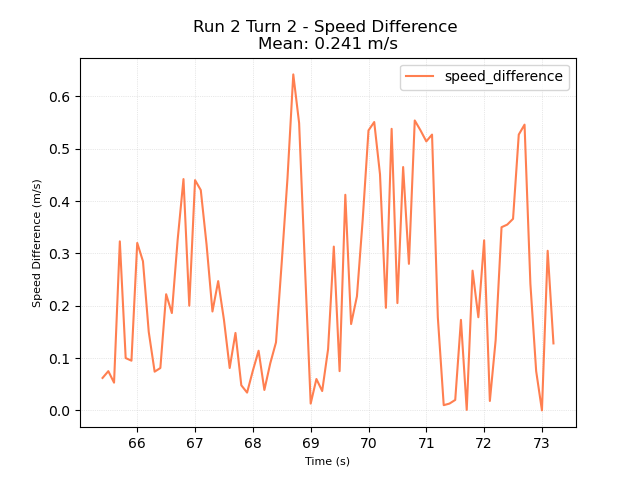 Run 2 Turn 2 - Speed Difference
Mean: 0.241 m/s
speed_difference
Speed Difference (m/s)
0.6
0.5
0.4
0.3
0.2
0.1
0.0
66 67 68 69 70 71 72 73
Time (s)